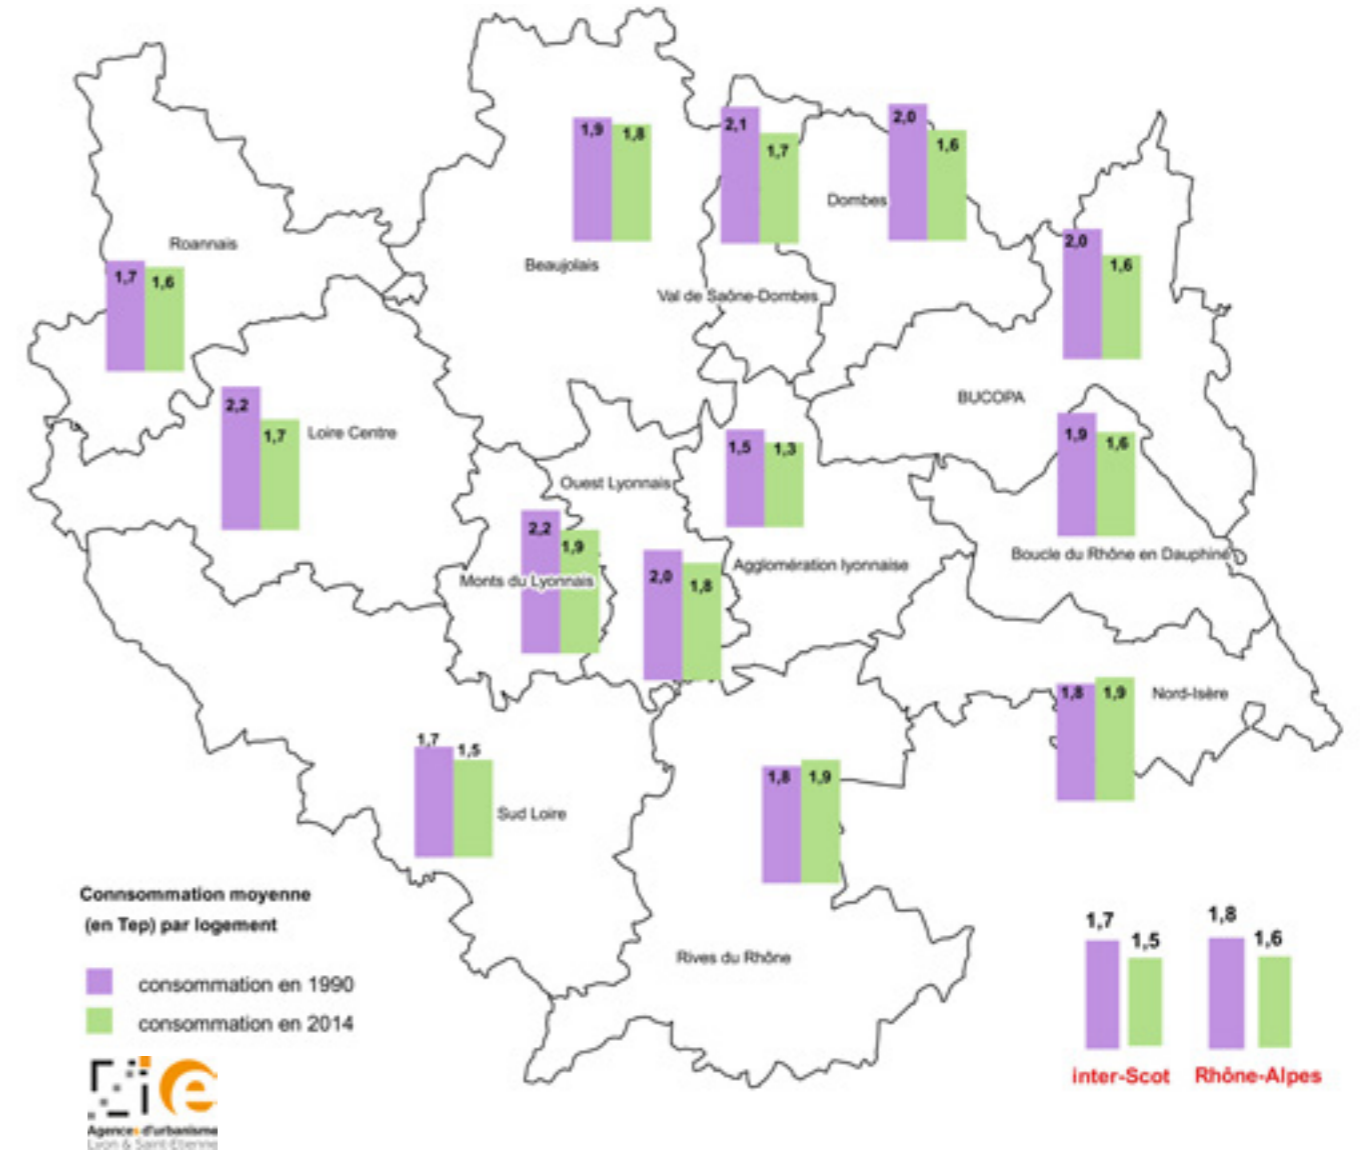 1,9 1,8
2,1 1,7
2,0 1,6
Dombes
Roannais
2,0 1,6
Beaujolais
1,7 1,6
Val de Saône-Dombes
2,2 1,7
Loire Centre
BUCOPA
1,5 1,3
1,9 1,6
Ouest Lyonnais
2,2 1,9
Boucle du Rhône en Dauphiné
Agglomération lyonnaise
Monts du Lyonnais
2,0 1,8
1,8 1,9
Nord-Isère
1,7 1,5
1,8 1,9
Sud Loire
Connsommation moyenne
(en Tep) par logement
1,7 1,5
1,8 1,6
Rives du Rhône
consommation en 1990
consommation en 2014
inter-Scot
Rhône-Alpes
Agences d'urbanisme
Lyon & Saint-Etienne